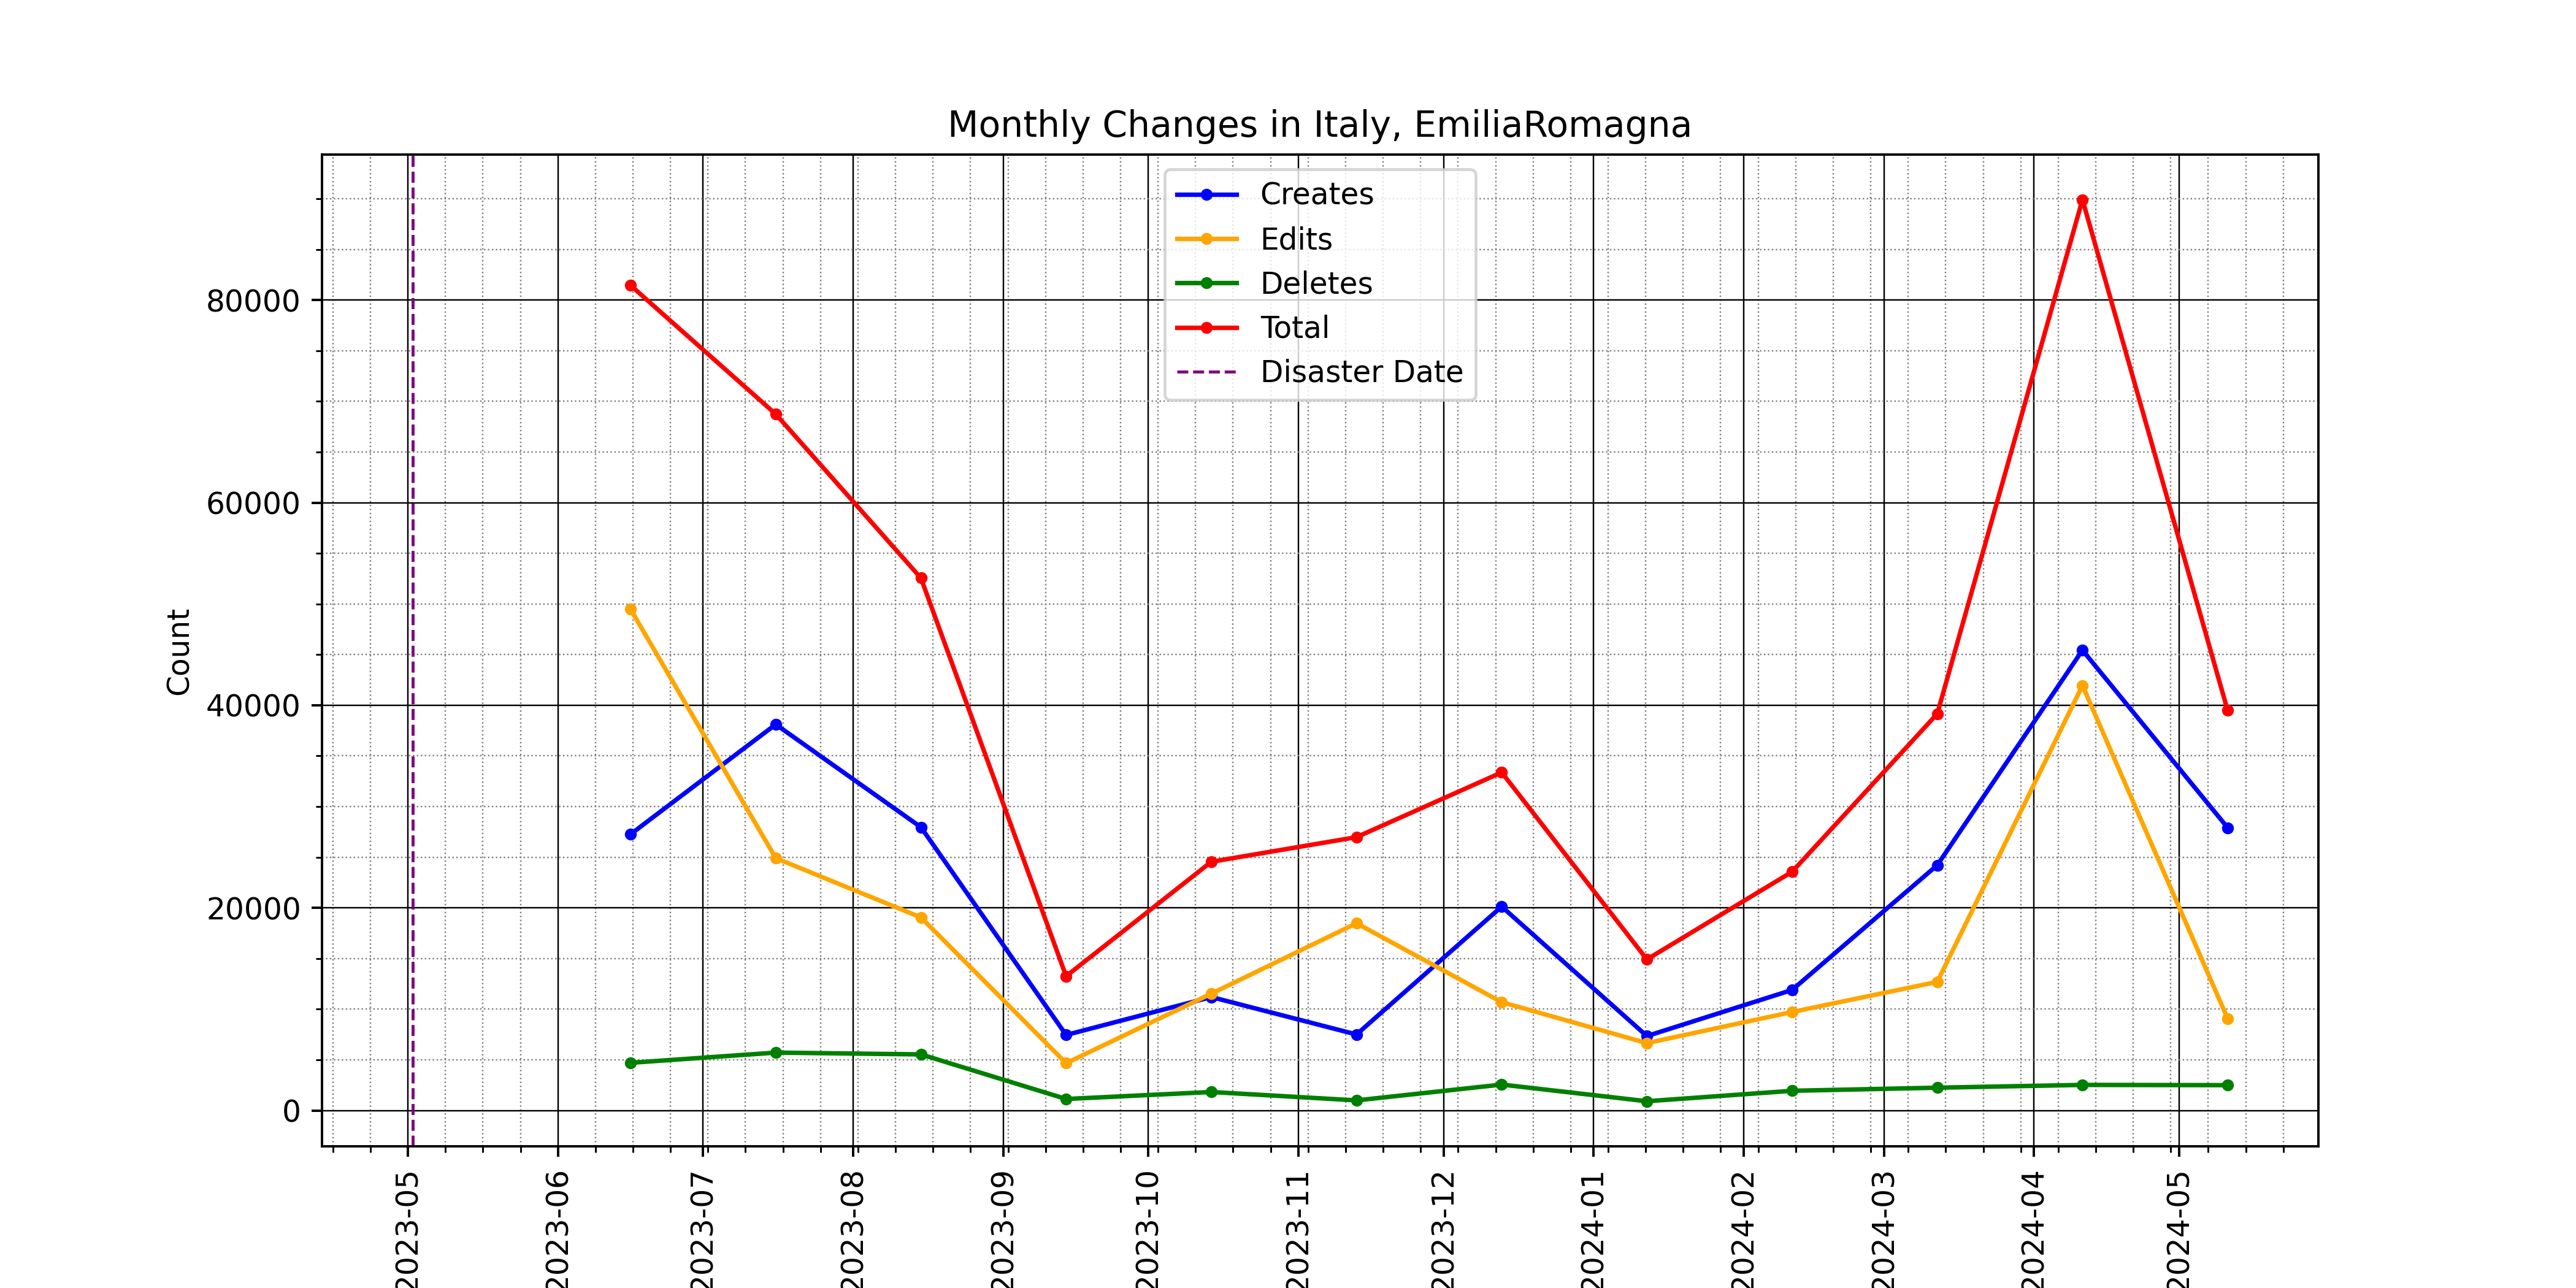 Monthly Changes in Italy, EmiliaRomagna
Creates
Edits
Deletes
Total
Disaster Date
Count
80000
60000
40000
20000
0
2023-05
2023-06
2023-07
2023-08
2023-09
2023-10
2023-11
2023-12
2024-01
2024-02
2024-03
2024-04
2024-05